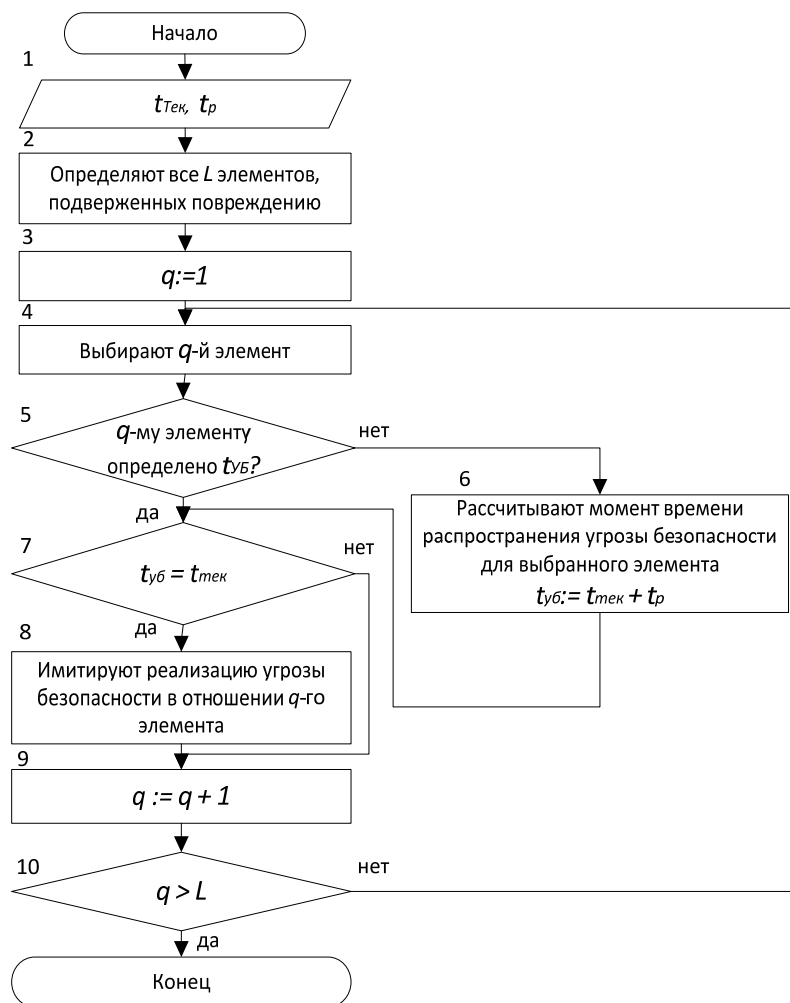 Начало
1
tТек, tр
2
Определяют все L элементов,
подверженных повреждению
3
q:=1
4
Выбирают q-й элемент
5
q-му элементу
определено tУБ?
нет
да
6
Рассчитывают момент времени
распространения угрозы безопасности
для выбранного элемента
tуб:= tтек + tр
7
tуб = tтек
нет
да
8
Имитируют реализацию угрозы
безопасности в отношении q-го
элемента
9
q := q + 1
10
q > L
нет
да
Конец